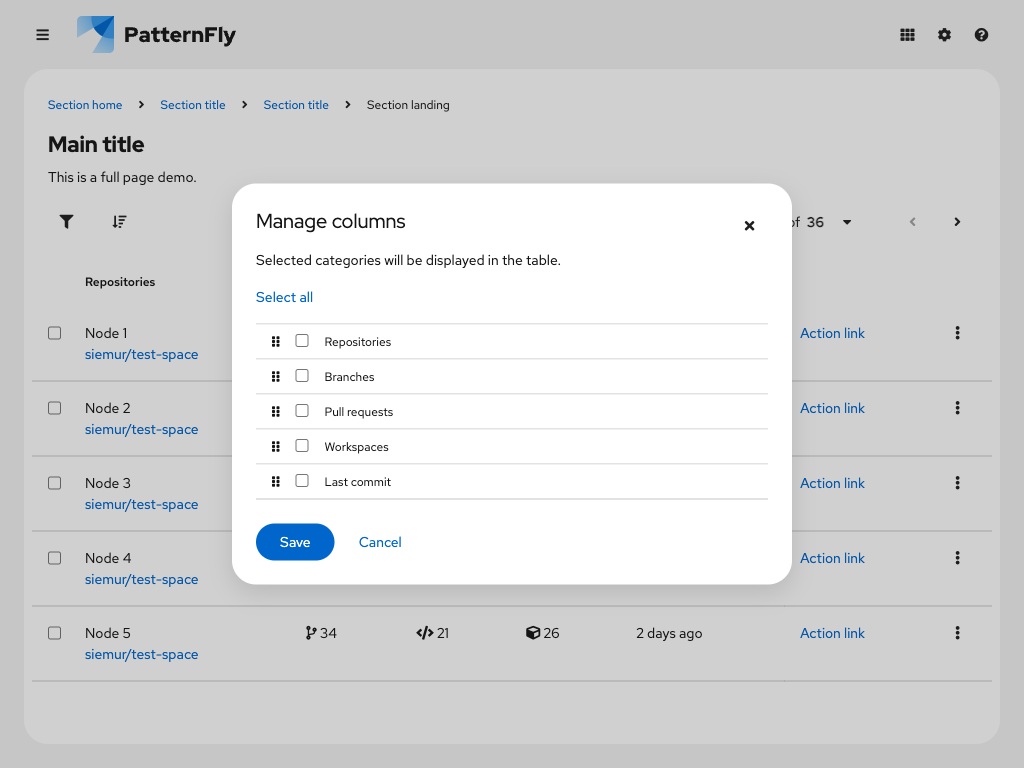 PatternFly
Section home Section title Section title Section landing
Main title
This is a full page demo.
Manage columns
of 36
Selected categories will be displayed in the table.
Repositories
Select all
Node 1 Action link
siemur/test-space
Repositories
Branches
Node 2 Action link
siemur/test-space
Pull requests
Workspaces
Node 3 Action link
siemur/test-space
Last commit
Save Cancel
Node 4 Action link
siemur/test-space
Node 5 34 21 26 2 days ago Action link
siemur/test-space